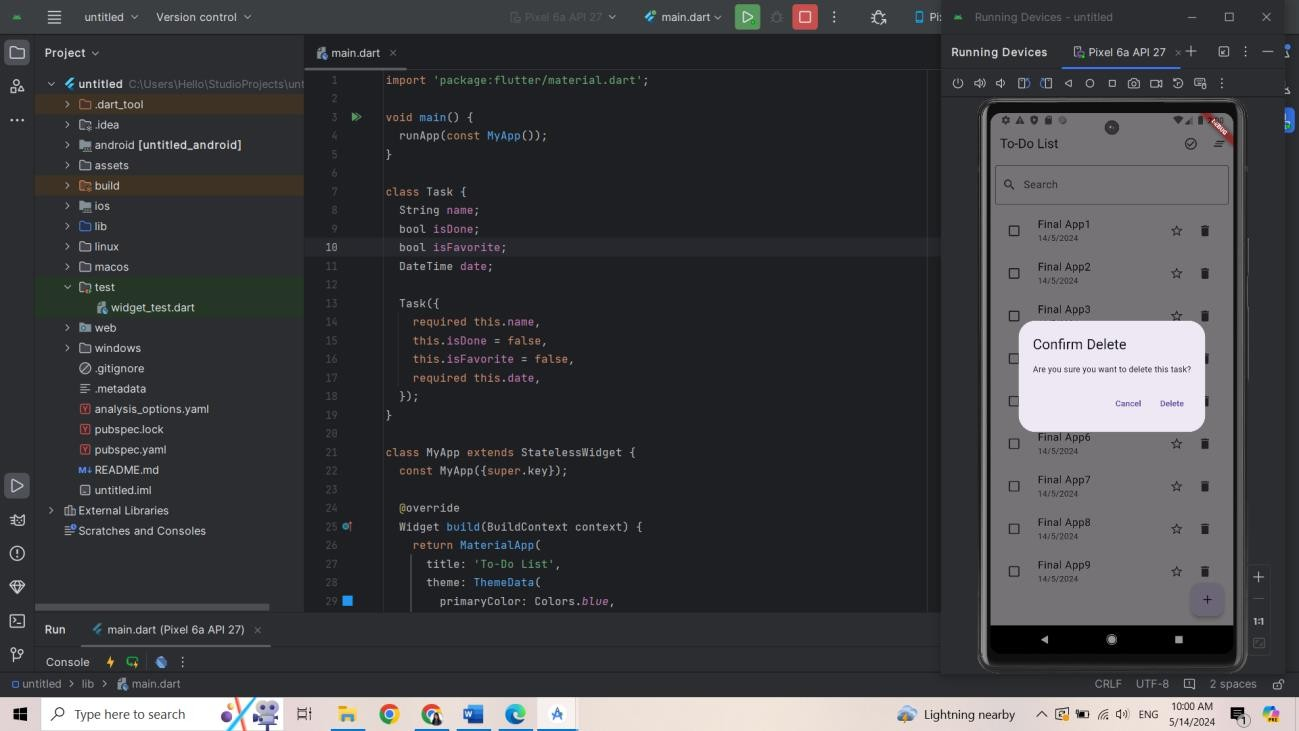 untitled
Version control
Pixel 6a API 27
main.dart
Running Devices - untitled
Project
main.dart
Running Devices
Pixel 6a API 27
untitled C:\Users\Hello\StudioProjects\unt
.dart_tool
.idea
android [untitled_android]
assets
build
ios
lib
linux
macos
test
widget_test.dart
web
windows
.gitignore
.metadata
analysis_options.yaml
pubspec.lock
pubspec.yaml
README.md
untitled.iml
External Libraries
Scratches and Consoles
1 import 'package:flutter/material.dart';
2
3 void main() {
4 runApp(const MyApp());
5 }
6
7 class Task {
8 String name;
9 bool isDone;
10 bool isFavorite;
11 DateTime date;
12
13 Task({
14 required this.name,
15 this.isDone = false,
16 this.isFavorite = false,
17 required this.date,
18 });
19 }
20
21 class MyApp extends StatelessWidget {
22 const MyApp({super.key});
23
24 @override
25 Widget build(BuildContext context) {
26 return MaterialApp(
27 title: 'To-Do List',
28 theme: ThemeData(
29 primaryColor: Colors.blue,
DEBUG
To-Do List
Search
Final App1
14/5/2024
Final App2
14/5/2024
Final App3
Confirm Delete
Are you sure you want to delete this task?
Cancel Delete
Final App6
14/5/2024
Final App7
14/5/2024
Final App8
14/5/2024
Final App9
14/5/2024
+
1:1
Run
main.dart (Pixel 6a API 27)
Console
untitled > lib > main.dart
CRLF UTF-8 2 spaces
Type here to search
Lightning nearby
ENG
10:00 AM
5/14/2024
1
PRE